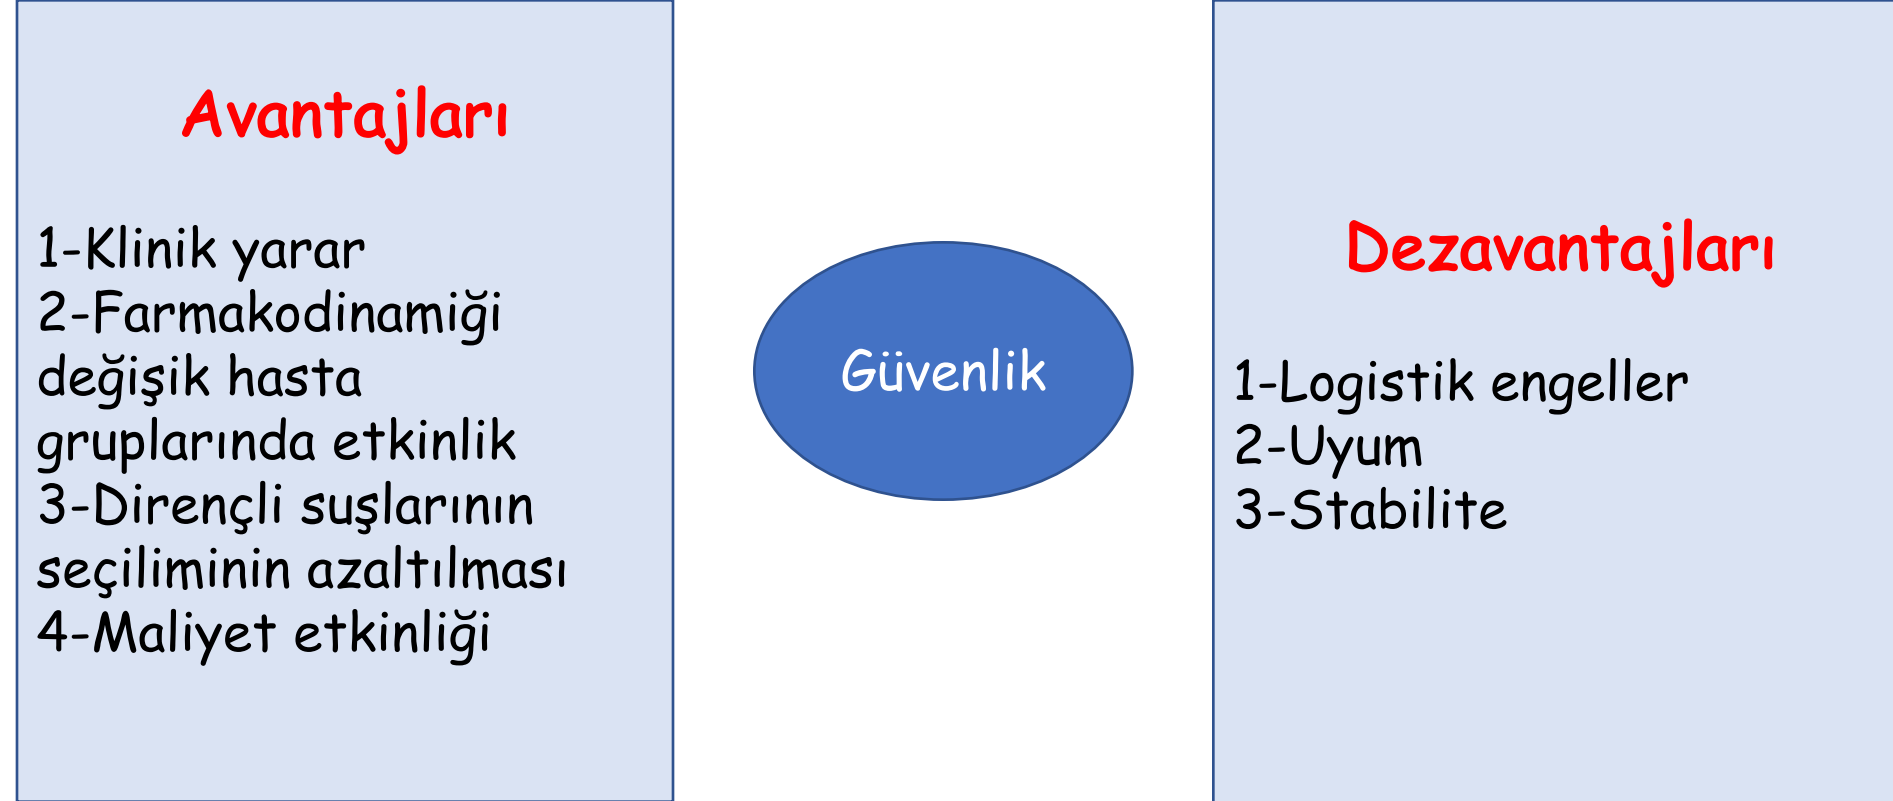 Avantajları
1-Klinik yarar
2-Farmakodinamiği
değişik hasta
gruplarında etkinlik
3-Dirençli suşlarının
seçiliminin azaltılması
4-Maliyet etkinliği
Güvenlik
Dezavantajları
1-Logistik engeller
2-Uyum
3-Stabilite